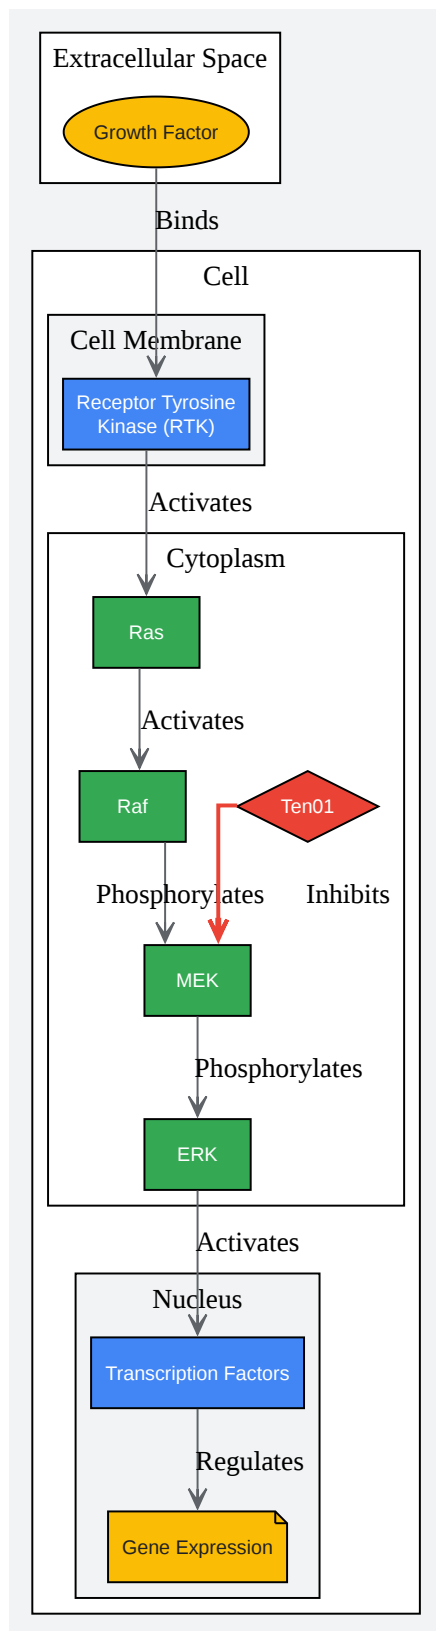 Extracellular Space
Growth Factor
Binds
Cell
Cell Membrane
Receptor Tyrosine
Kinase (RTK)
Activates
Cytoplasm
Ras
Activates
Raf
Ten01
Phosphorylates
Inhibits
MEK
Phosphorylates
ERK
Activates
Nucleus
Transcription Factors
Regulates
Gene Expression